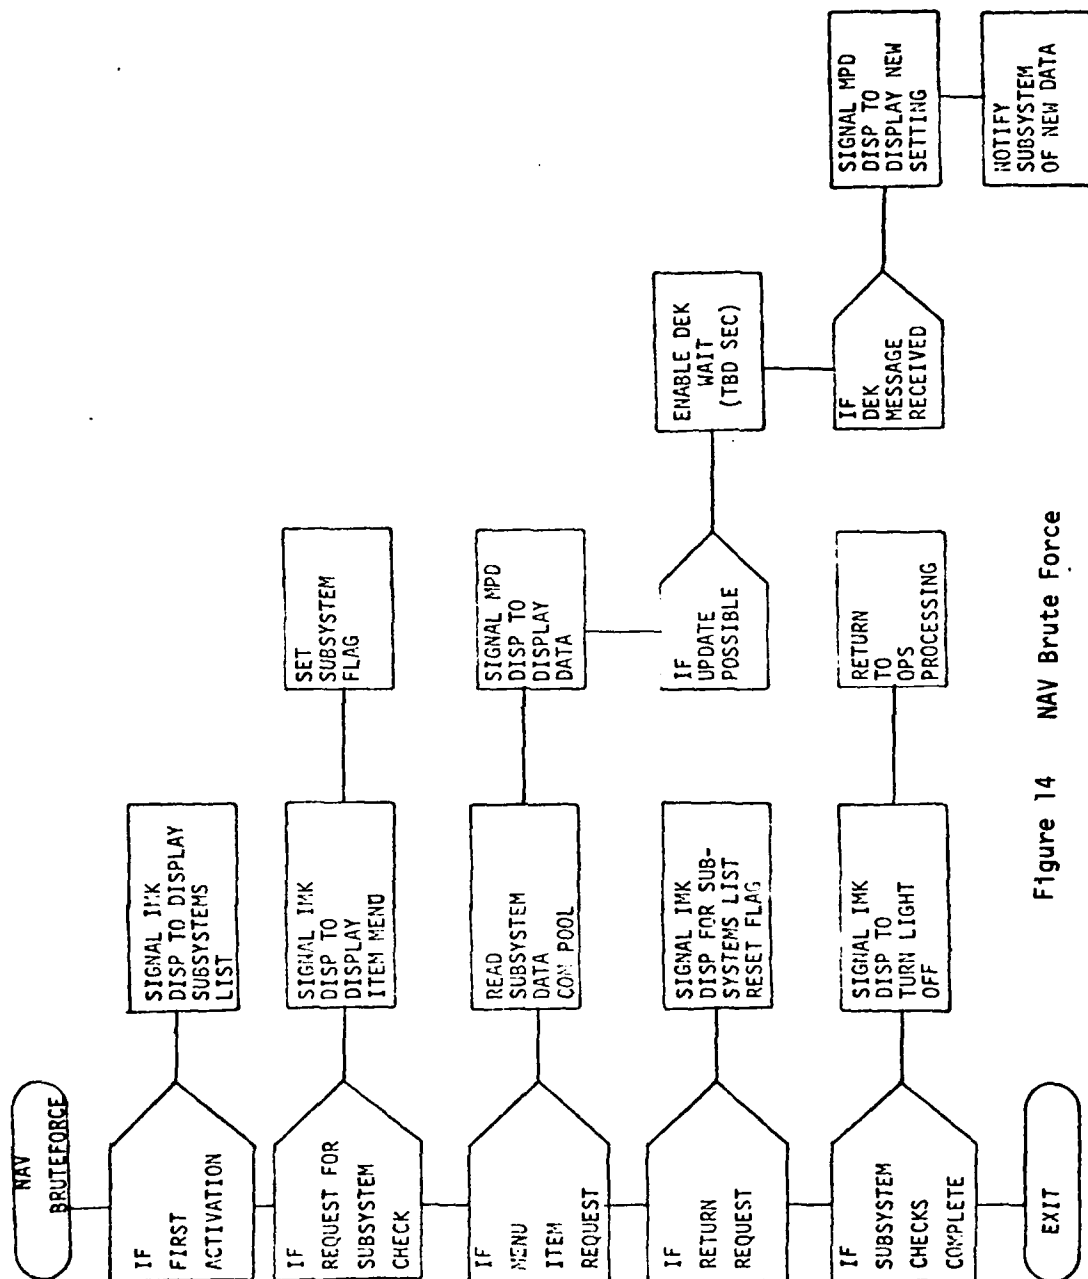 NAV
BRUTEFORCE
IF
FIRST
ACTIVATION
SIGNAL IMK
DISP TO DISPLAY
SUBSYSTEMS
LIST
IF
REQUEST FOR
SUBSYSTEM
CHECK
SIGNAL IMK
DISP TO
DISPLAY
ITEM MENU
SET
SUBSYSTEM
FLAG
IF
MENU
ITEM
REQUEST
READ
SUBSYSTEM
DATA
COM POOL
SIGNAL MPD
DISP TO
DISPLAY
DATA
IF
UPDATE
POSSIBLE
ENABLE DEK
WAIT
(TBD SEC)
IF
DEK
MESSAGE
RECEIVED
SIGNAL MPD
DISP TO
DISPLAY NEW
SETTING
NOTIFY
SUBSYSTEM
OF NEW DATA
IF
RETURN
REQUEST
SIGNAL IMK
DISP FOR SUB-
SYSTEMS LIST
RESET FLAG
IF
SUBSYSTEM
CHECKS
COMPLETE
SIGNAL IMK
DISP TO
TURN LIGHT
OFF
RETURN
TO
OPS
PROCESSING
EXIT
Figure 14 NAV Brute Force